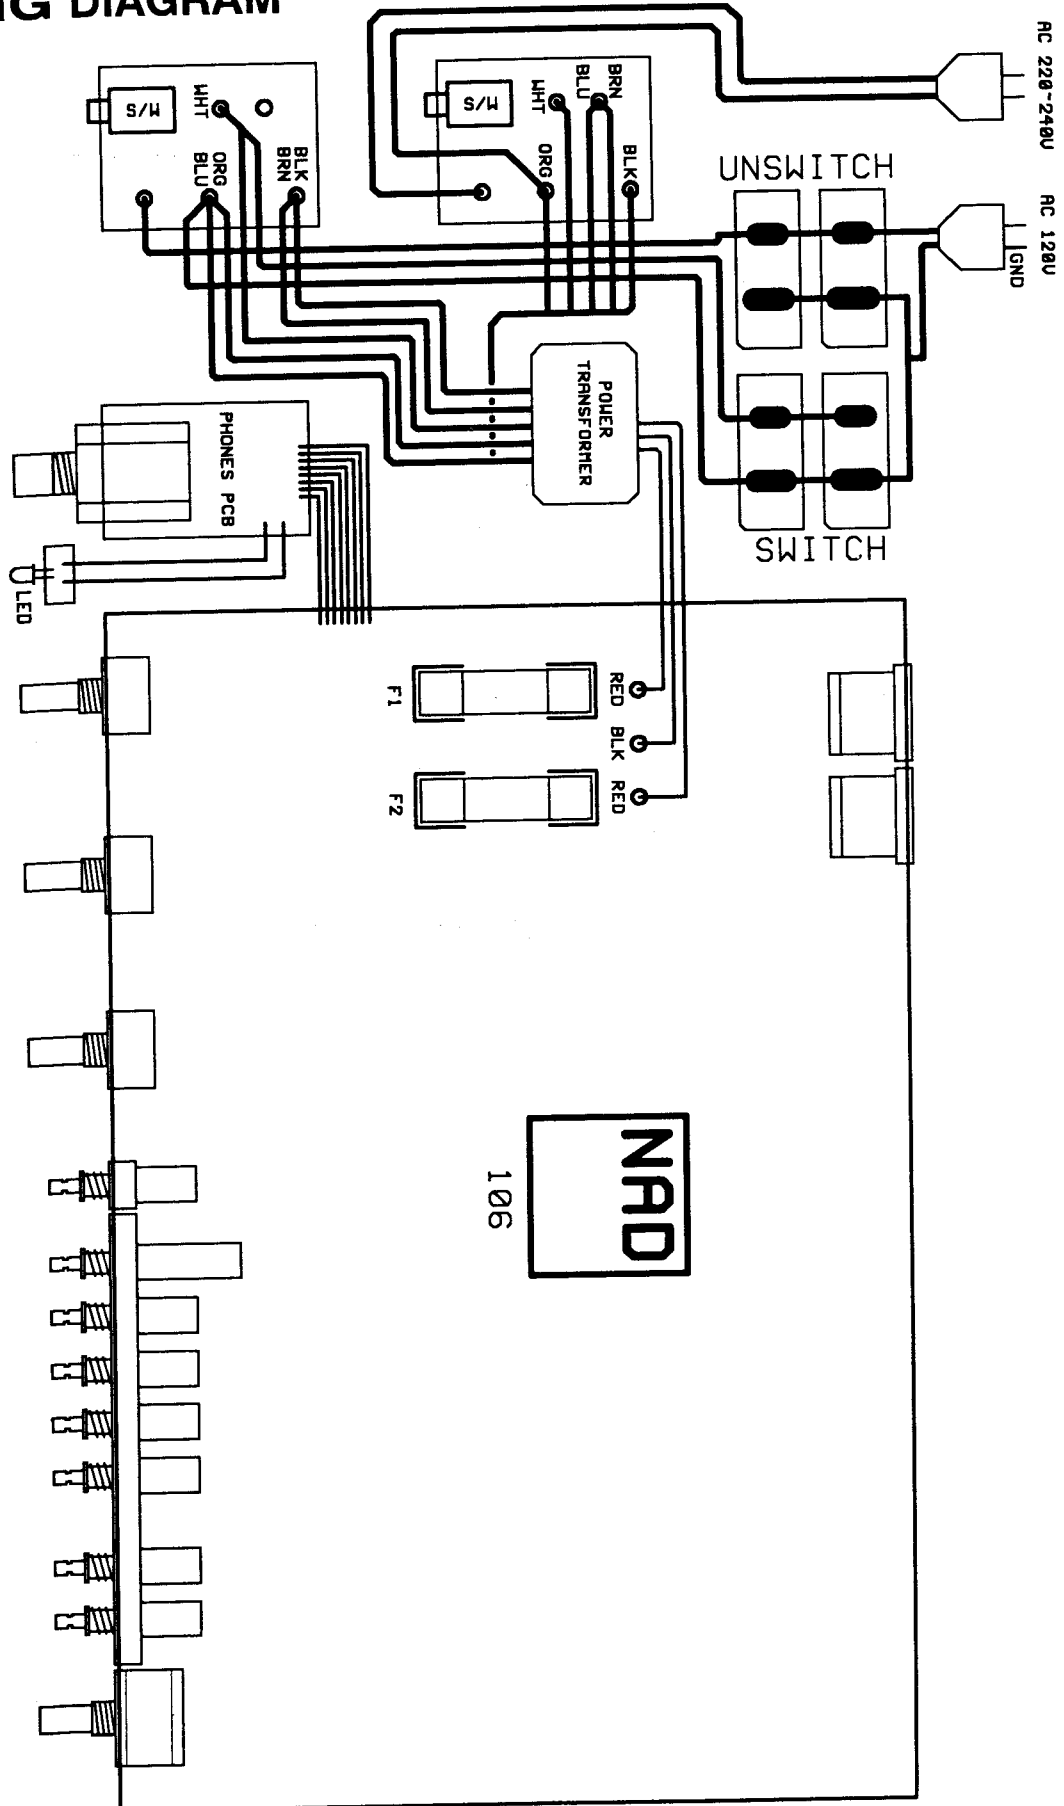 NG DIAGRAM
AC 220~240V
AC 120V
GND
UNSWITCH
SWITCH
M/S
WHT
ORG
BLU
BLK
BRN
M/S
WHT
BLU
BRN
ORG
BLK
POWER
TRANSFORMER
PHONES PCB
LED
F1
F2
RED
BLK
RED
NAD
106